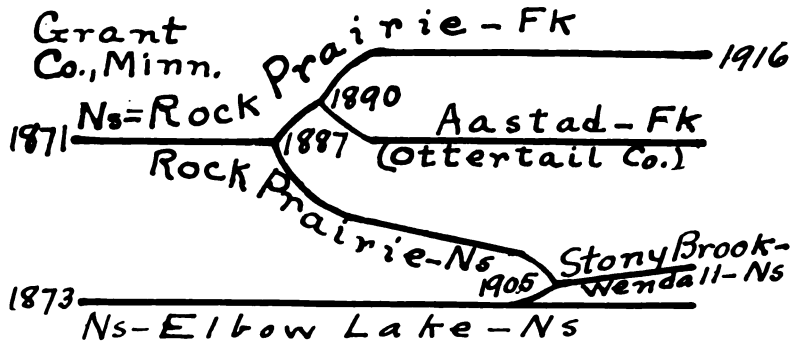 Grant
Co., Minn.
Prairie-Fk
1916
1890
Ns=Rock
1871
1887
Aastad-Fk
(Ottertail Co.)
Rock Prairie-Ns
1905
Stony Brook-
Wendall-Ns
1873
Ns-Elbow Lake-Ns